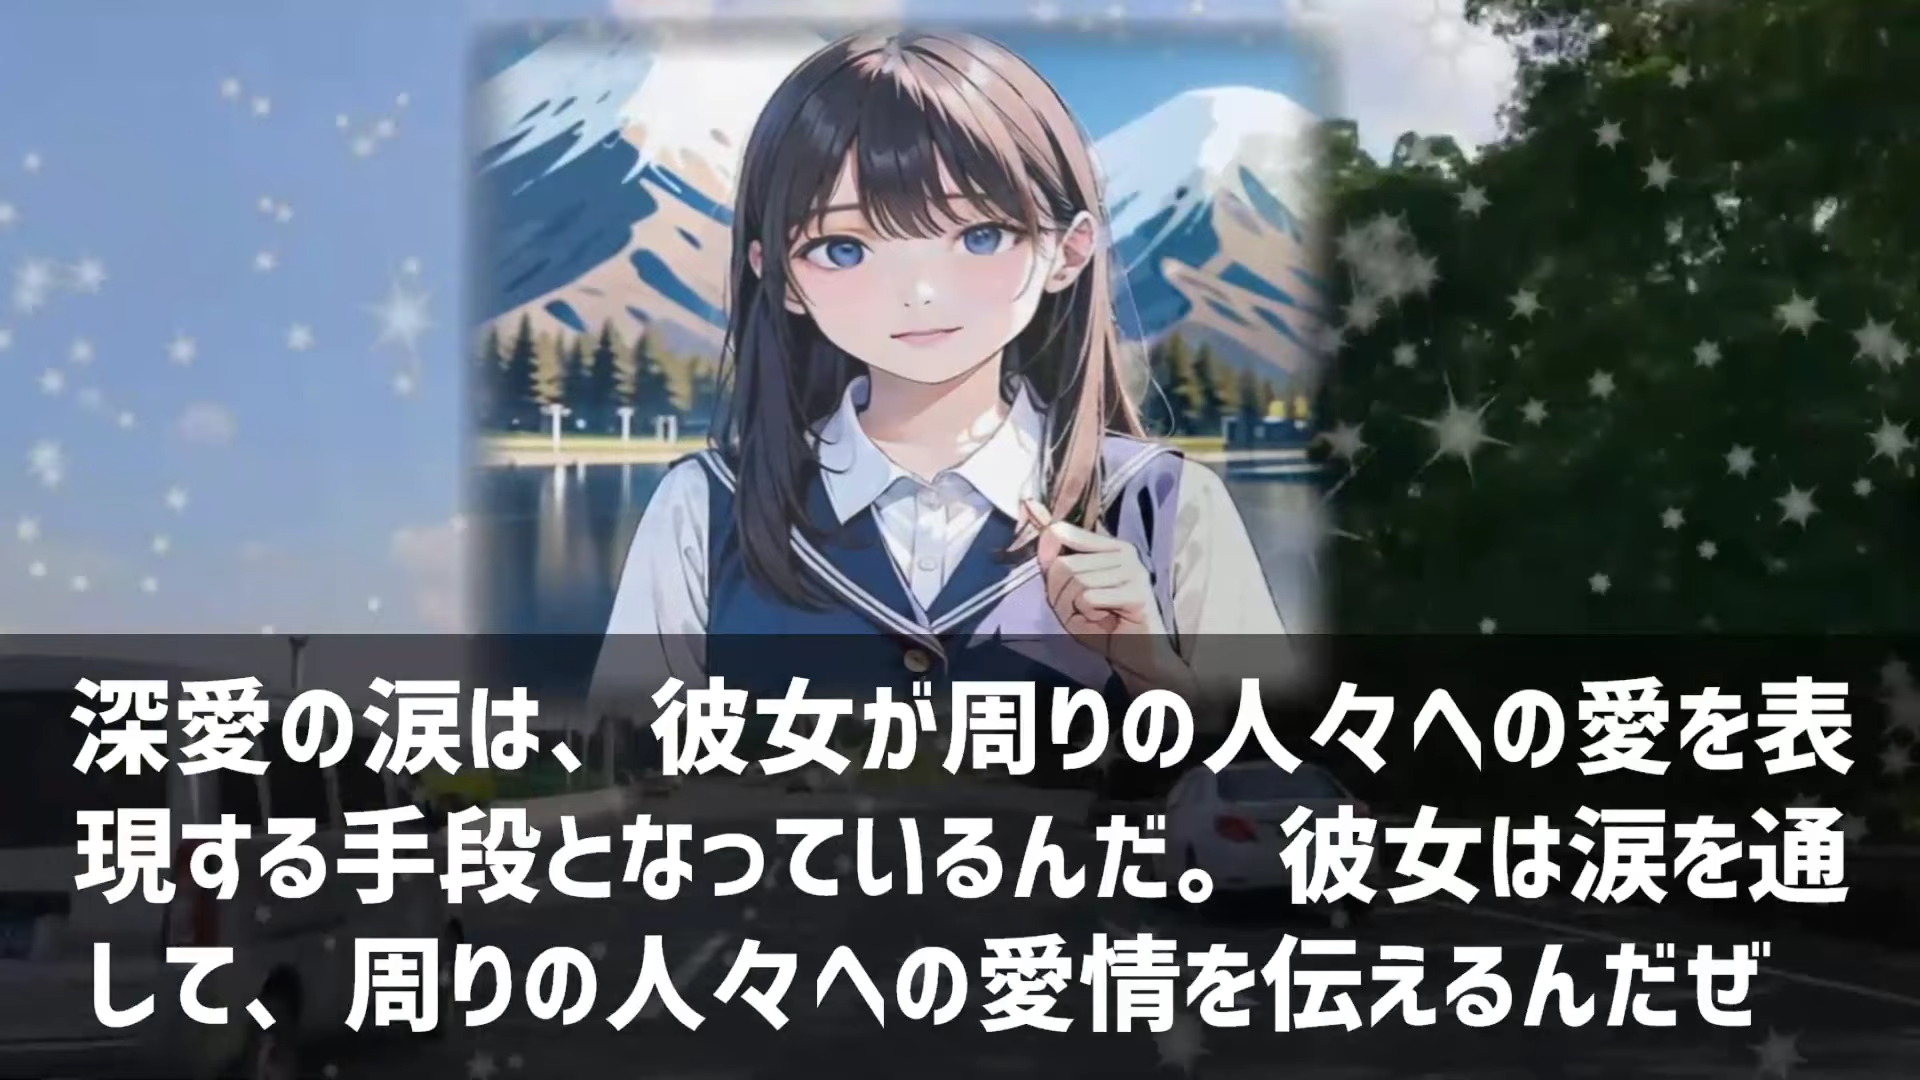 深愛の涙は、彼女が周りの人々への愛を表
現する手段となっているんだ。彼女は涙を通
して、周りの人々への愛情を伝えるんだぜ